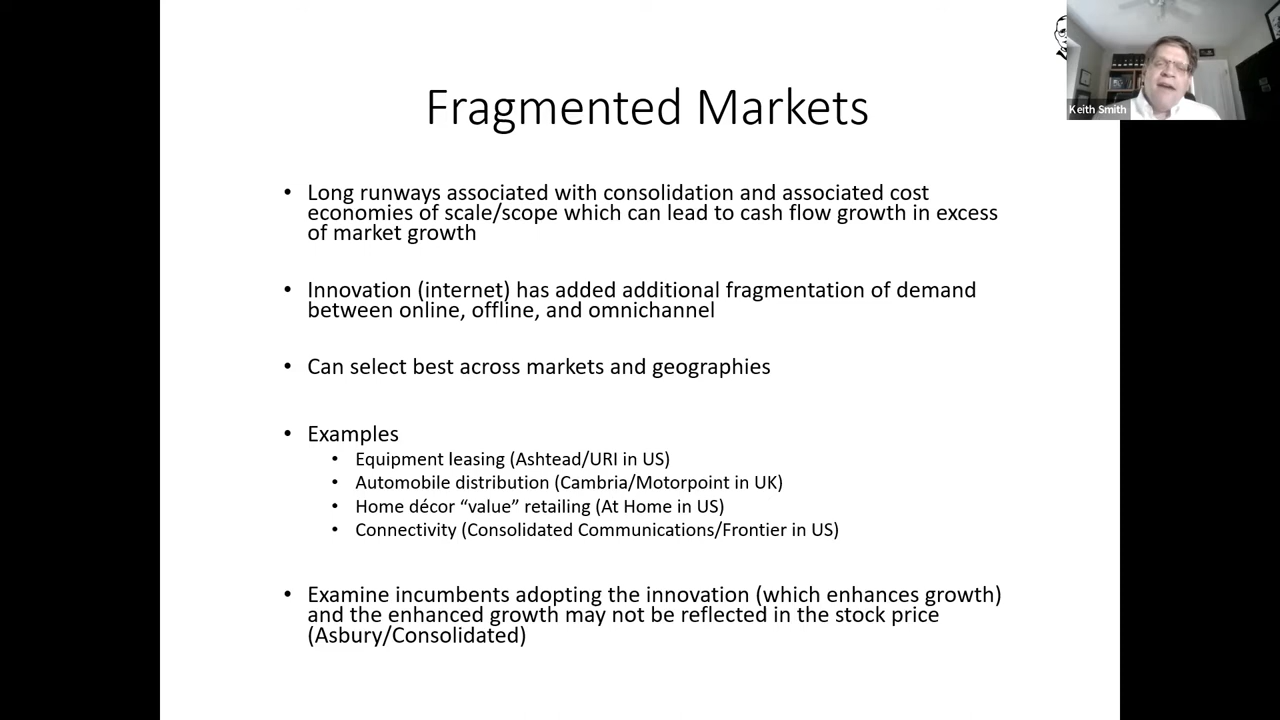 Fragmented Markets
Keith Smith
• Long runways associated with consolidation and associated cost
economies of scale/scope which can lead to cash flow growth in excess
of market growth
• Innovation (internet) has added additional fragmentation of demand
between online, offline, and omnichannel
• Can select best across markets and geographies
• Examples
• Equipment leasing (Ashtead/URI in US)
• Automobile distribution (Cambria/Motorpoint in UK)
• Home décor “value” retailing (At Home in US)
• Connectivity (Consolidated Communications/Frontier in US)
• Examine incumbents adopting the innovation (which enhances growth)
and the enhanced growth may not be reflected in the stock price
(Asbury/Consolidated)